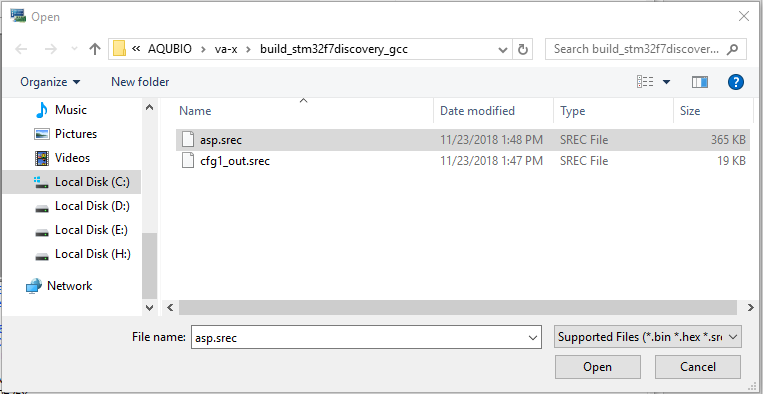 Open
« AQUBIO > va-x > build_stm32f7discovery_gcc
Search build_stm32f7discover...
Organize
New folder
Music
Pictures
Videos
Local Disk (C:)
Local Disk (D:)
Local Disk (E:)
Local Disk (H:)
Network
Name Date modified Type Size
asp.srec 11/23/2018 1:48 PM SREC File 365 KB
cfg1_out.srec 11/23/2018 1:47 PM SREC File 19 KB
File name: asp.srec
Supported Files (*.bin *.hex *.sre
Open Cancel